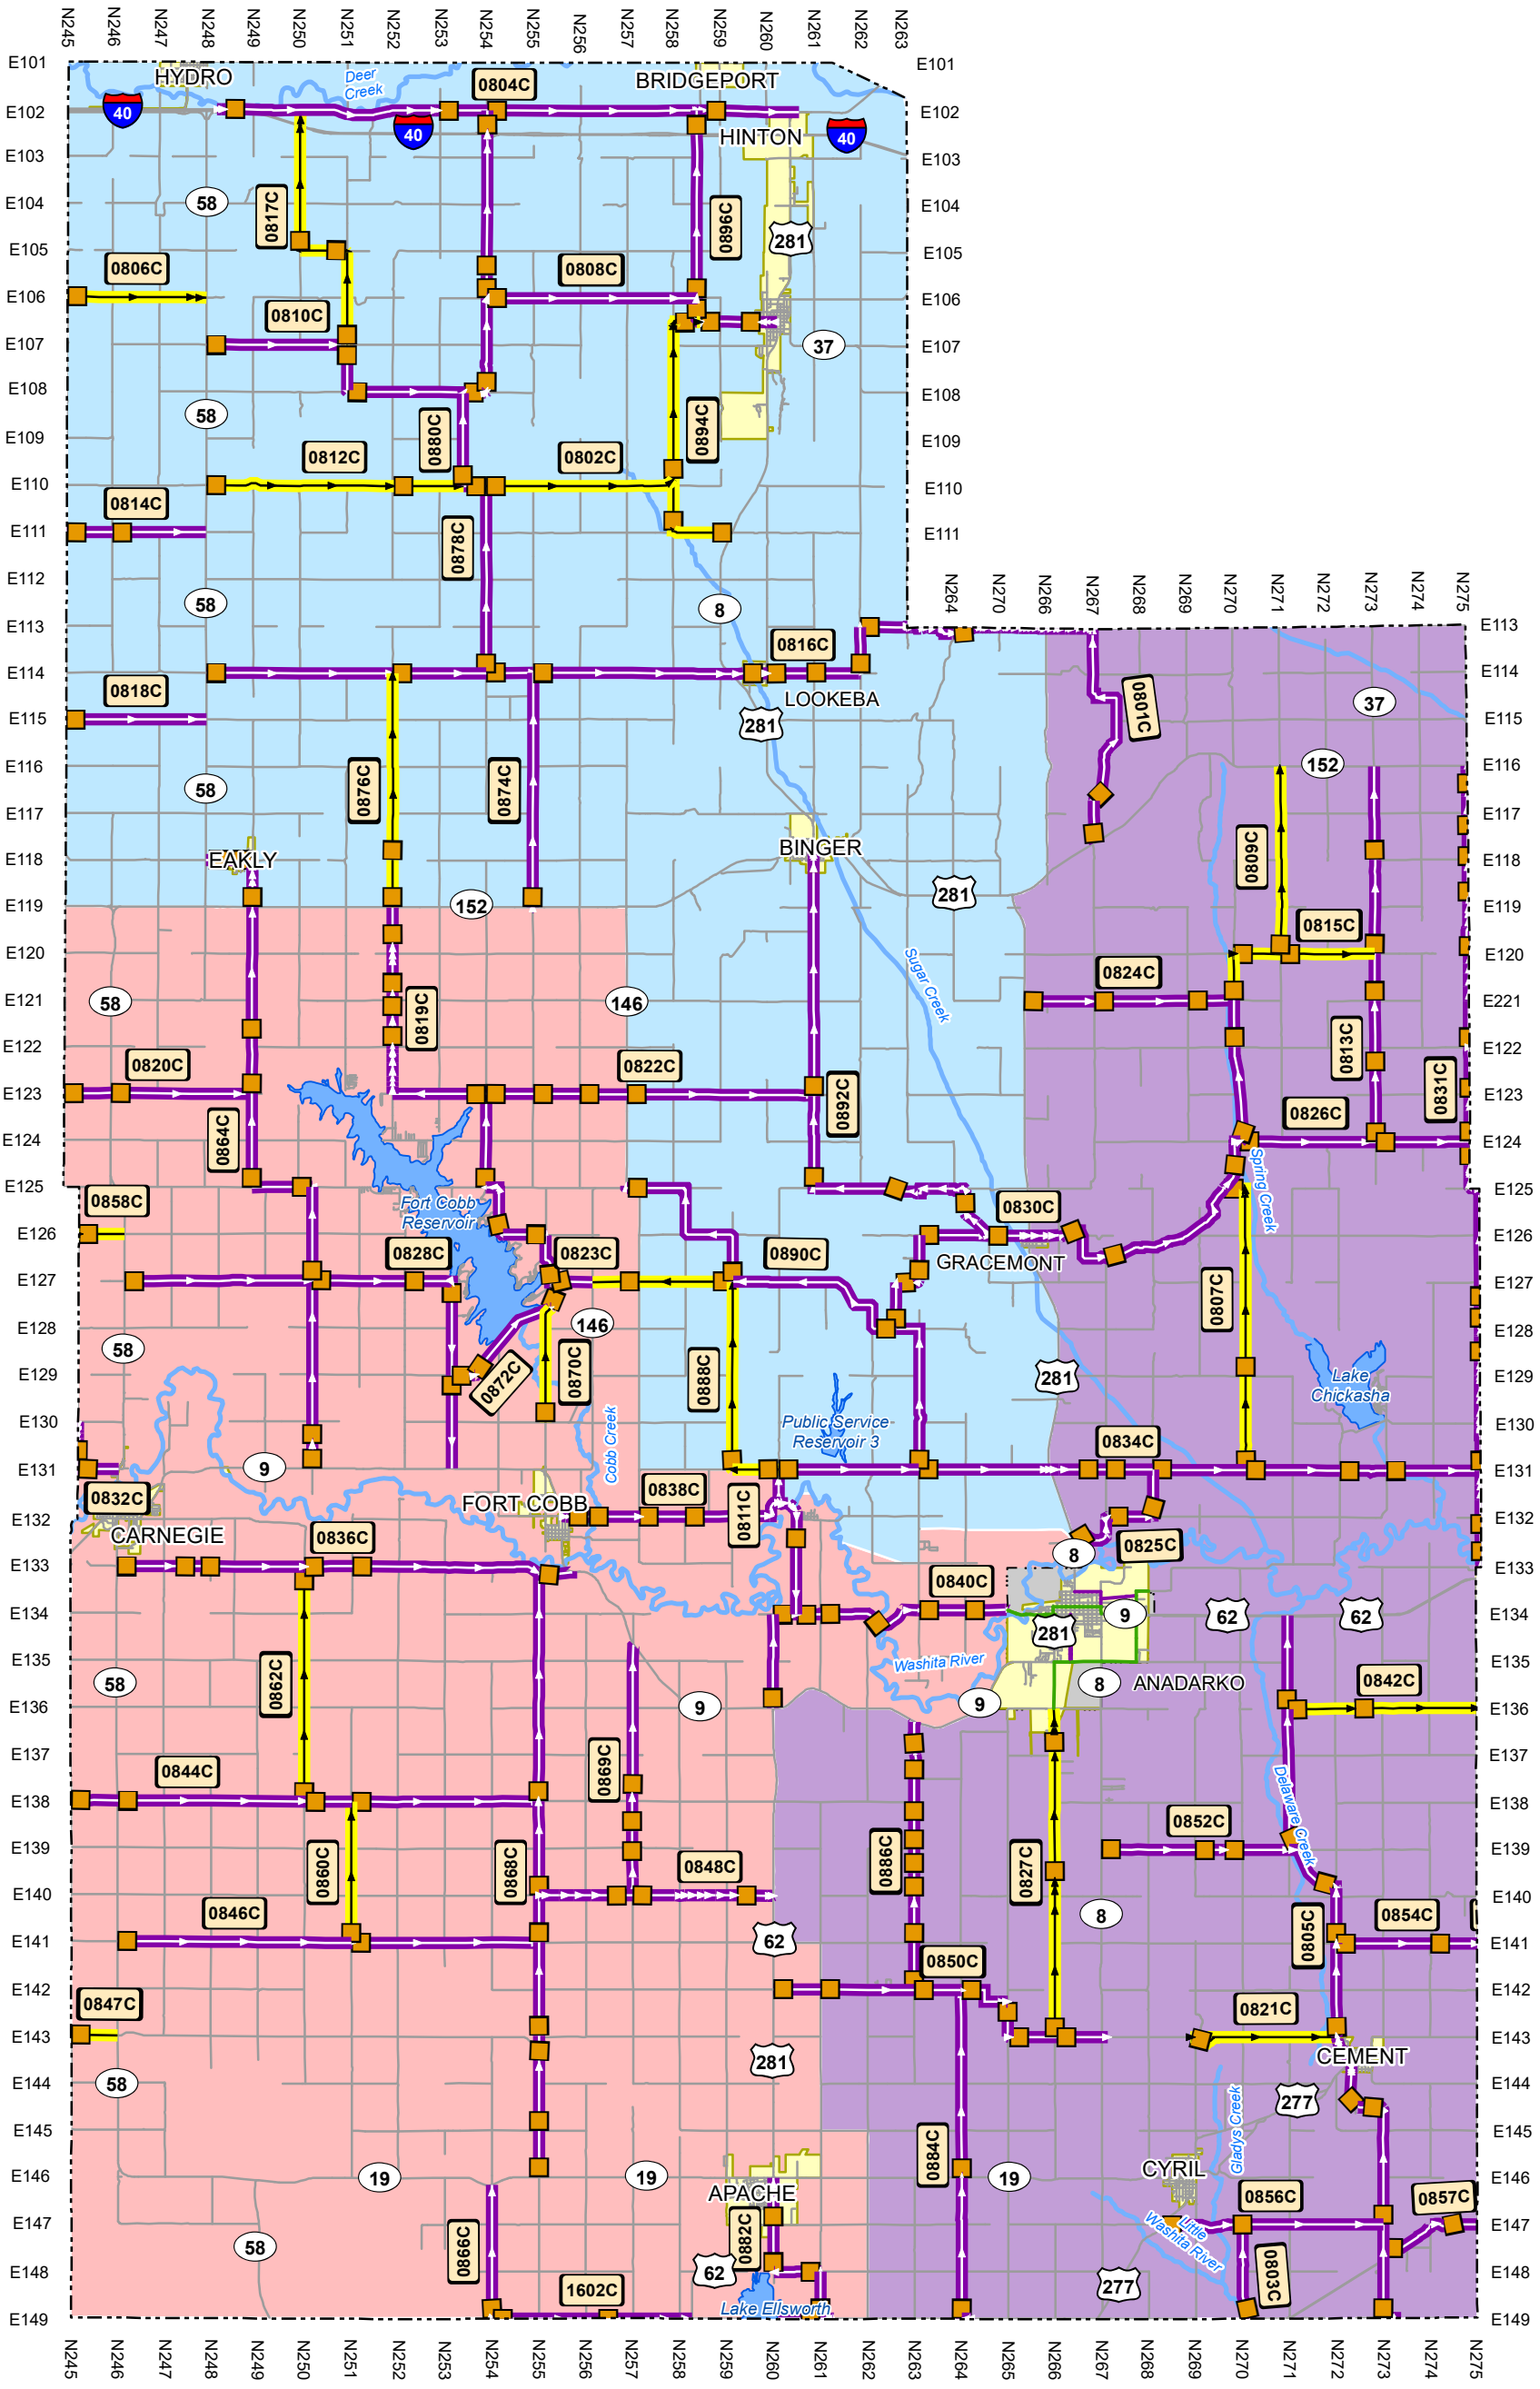 N245 N246 N247 N248 N249 N250 N251 N252 N253 N254 N255 N256 N257 N258 N259 N260 N261 N262 N263
E101 HYDRO Deer BRIDGEPORT E101
Creek 0804C
E102 40 40 HINTON 40 E102
E103 E103
E104 58 0817C 0896C E104
281
E105 E105
0806C 0808C
E106 E106
0810C
E107 37 E107
E108 E108
58 0880C 0894C
E109 E109
0812C 0802C
E110 E110
0814C
E111 0878C E111
E112
58 8 N264 N270 N266 N267 N268 N269 N270 N271 N272 N273 N274 N275
E113 E113
0816C
E114 E114
0818C LOOKEBA 0801C 37
E115 281 E115
E116 152 E116
58 0876C 0874C
E117 E117
BINGER 0809C
E118 EAKLY E118
281
E119 152 E119
0815C
E120 Sugar Creek E120
0824C
E121 58 0819C 146 E221
E122 0813C E122
0820C 0822C
E123 0892C 0831C E123
0864C 0826C
E124 E124
Spring Creek
E125 E125
0858C Fort Cobb
Reservoir 0830C
E126 E126
0828C 0823C 0890C GRACEMONT
E127 E127
0807C
E128 146 E128
58
0872C 0870C 0888C 281 Lake
E129 Chickasha E129
E130 Cobb Creek Public Service E130
Reservoir 3 0834C
E131 9 E131
0832C 0838C
FORT COBB 0811C
E132 E132
CARNEGIE 0836C 8 0825C
E133 E133
0840C
E134 9 62 62 E134
281
E135 0862C Washita River E135
58 8 ANADARKO 0842C
E136 9 9 E136
E137 0869C E137
0844C
E138 Delaware Creek E138
0852C
E139 0860C 0868C 0848C 0886C 0827C E139
E140 E140
0846C 8 0854C
E141 62 0805C E141
0850C
E142 E142
0847C 0821C
E143 E143
CEMENT
281
E144 58 E144
277
E145 0884C Gladys Creek E145
CYRIL
E146 19 19 19 E146
APACHE 0856C 0857C
E147 0882C Little
Washita River E147
58 0866C
E148 62 277 0803C E148
1602C
Lake Ellsworth
E149 E149
N245 N246 N247 N248 N249 N250 N251 N252 N253 N254 N255 N256 N257 N258 N259 N260 N261 N262 N263 N264 N265 N266 N267 N268 N269 N270 N271 N272 N273 N274 N275